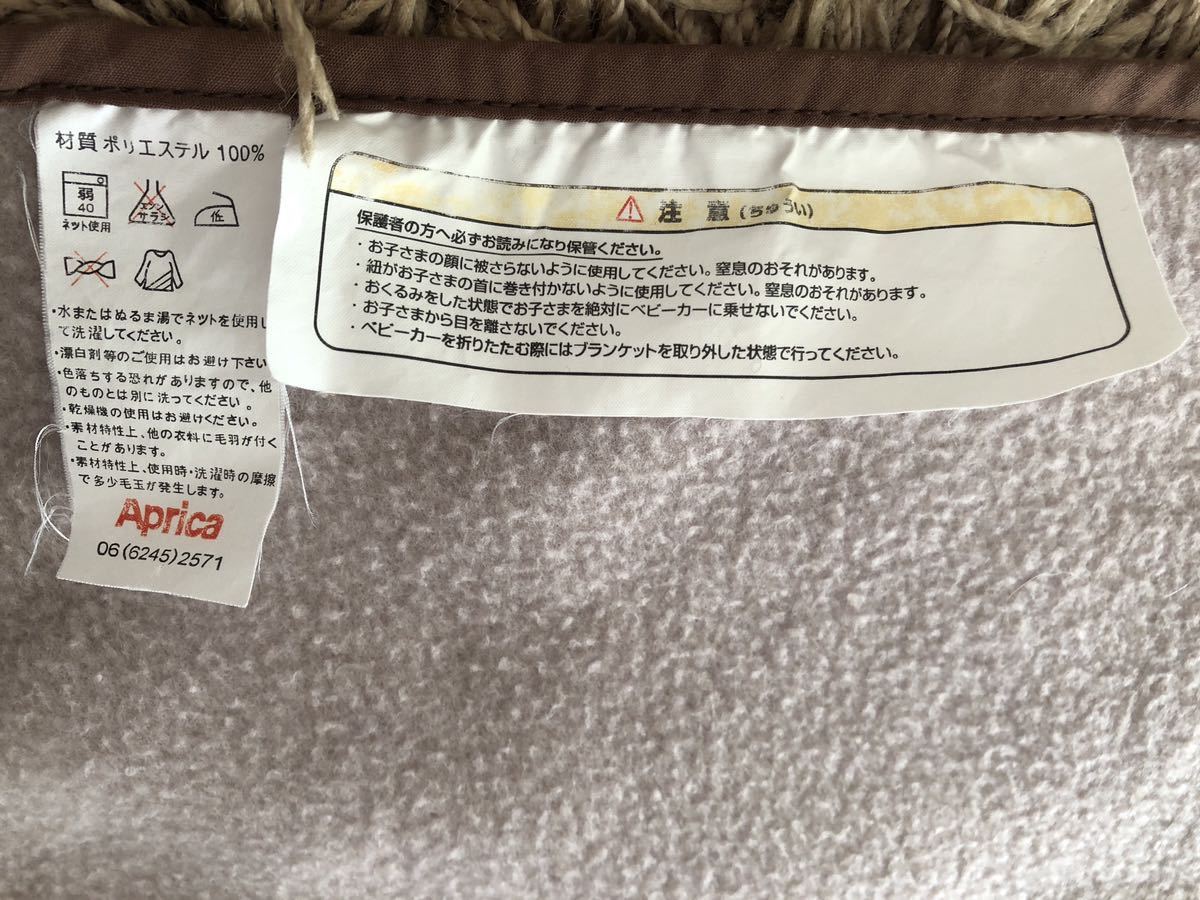 材質 ポリエステル 100%
弱
40
ネット使用
エンソ
サラシ
低
・水またはぬるま湯でネットを使用し
て洗濯してください。
・漂白剤等のご使用はお避け下さい
・色落ちする恐れがありますので、他
のものとは別に洗ってください。
・乾燥機の使用はお避けください。
・素材特性上、他の衣料に毛羽が付く
ことがあります。
・素材特性上、使用時・洗濯時の摩擦
で多少毛玉が発生します。
Aprica
06(6245)2571
注 意 (ちゅうい)
保護者の方へ必ずお読みになり保管ください。
・お子さまの顔に被さらないように使用してください。窒息のおそれがあります。
・紐がお子さまの首に巻き付かないように使用してください。窒息のおそれがあります。
・おくるみをした状態でお子さまを絶対にベビーカーに乗せないでください。
・お子さまから目を離さないでください。
・ベビーカーを折りたたむ際にはブランケットを取り外した状態で行ってください。